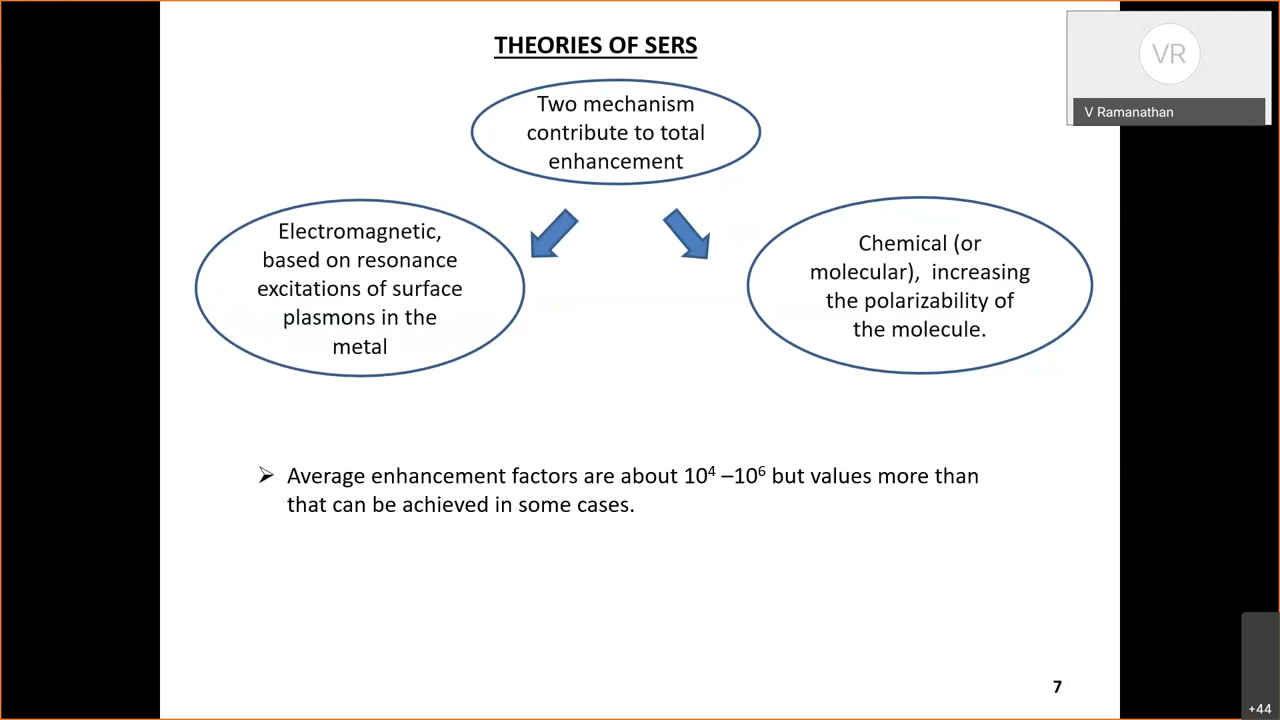 THEORIES OF SERS
VR
V Ramanathan
Two mechanism
contribute to total
enhancement
Electromagnetic,
based on resonance
excitations of surface
plasmons in the
metal
Chemical (or
molecular),  increasing
the polarizability of
the molecule.
➢ Average enhancement factors are about 10⁴ –10⁶ but values more than
that can be achieved in some cases.
7
+44